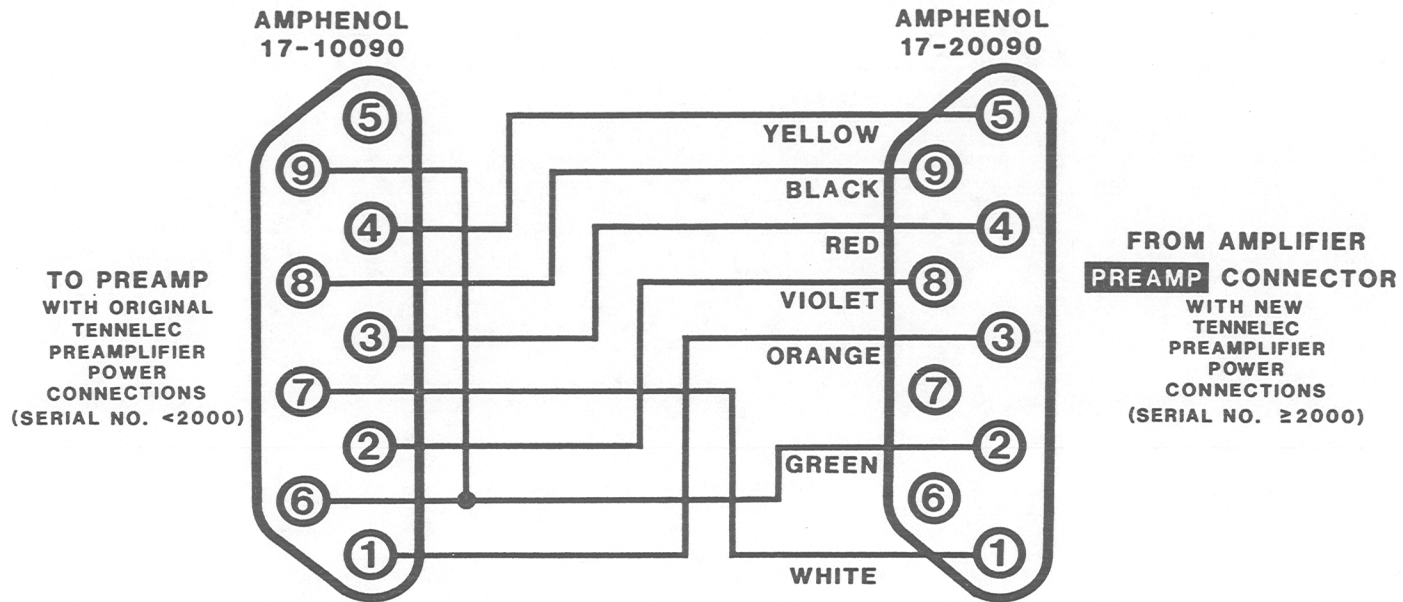 AMPHENOL
17-10090
AMPHENOL
17-20090
5
9
4
8
3
7
2
6
1
YELLOW
BLACK
RED
VIOLET
ORANGE
GREEN
WHITE
5
9
4
8
3
7
2
6
1
TO PREAMP
WITH ORIGINAL
TENNELEC
PREAMPLIFIER
POWER
CONNECTIONS
(SERIAL NO. <2000)
FROM AMPLIFIER
PREAMP CONNECTOR
WITH NEW
TENNELEC
PREAMPLIFIER
POWER
CONNECTIONS
(SERIAL NO. ≥2000)